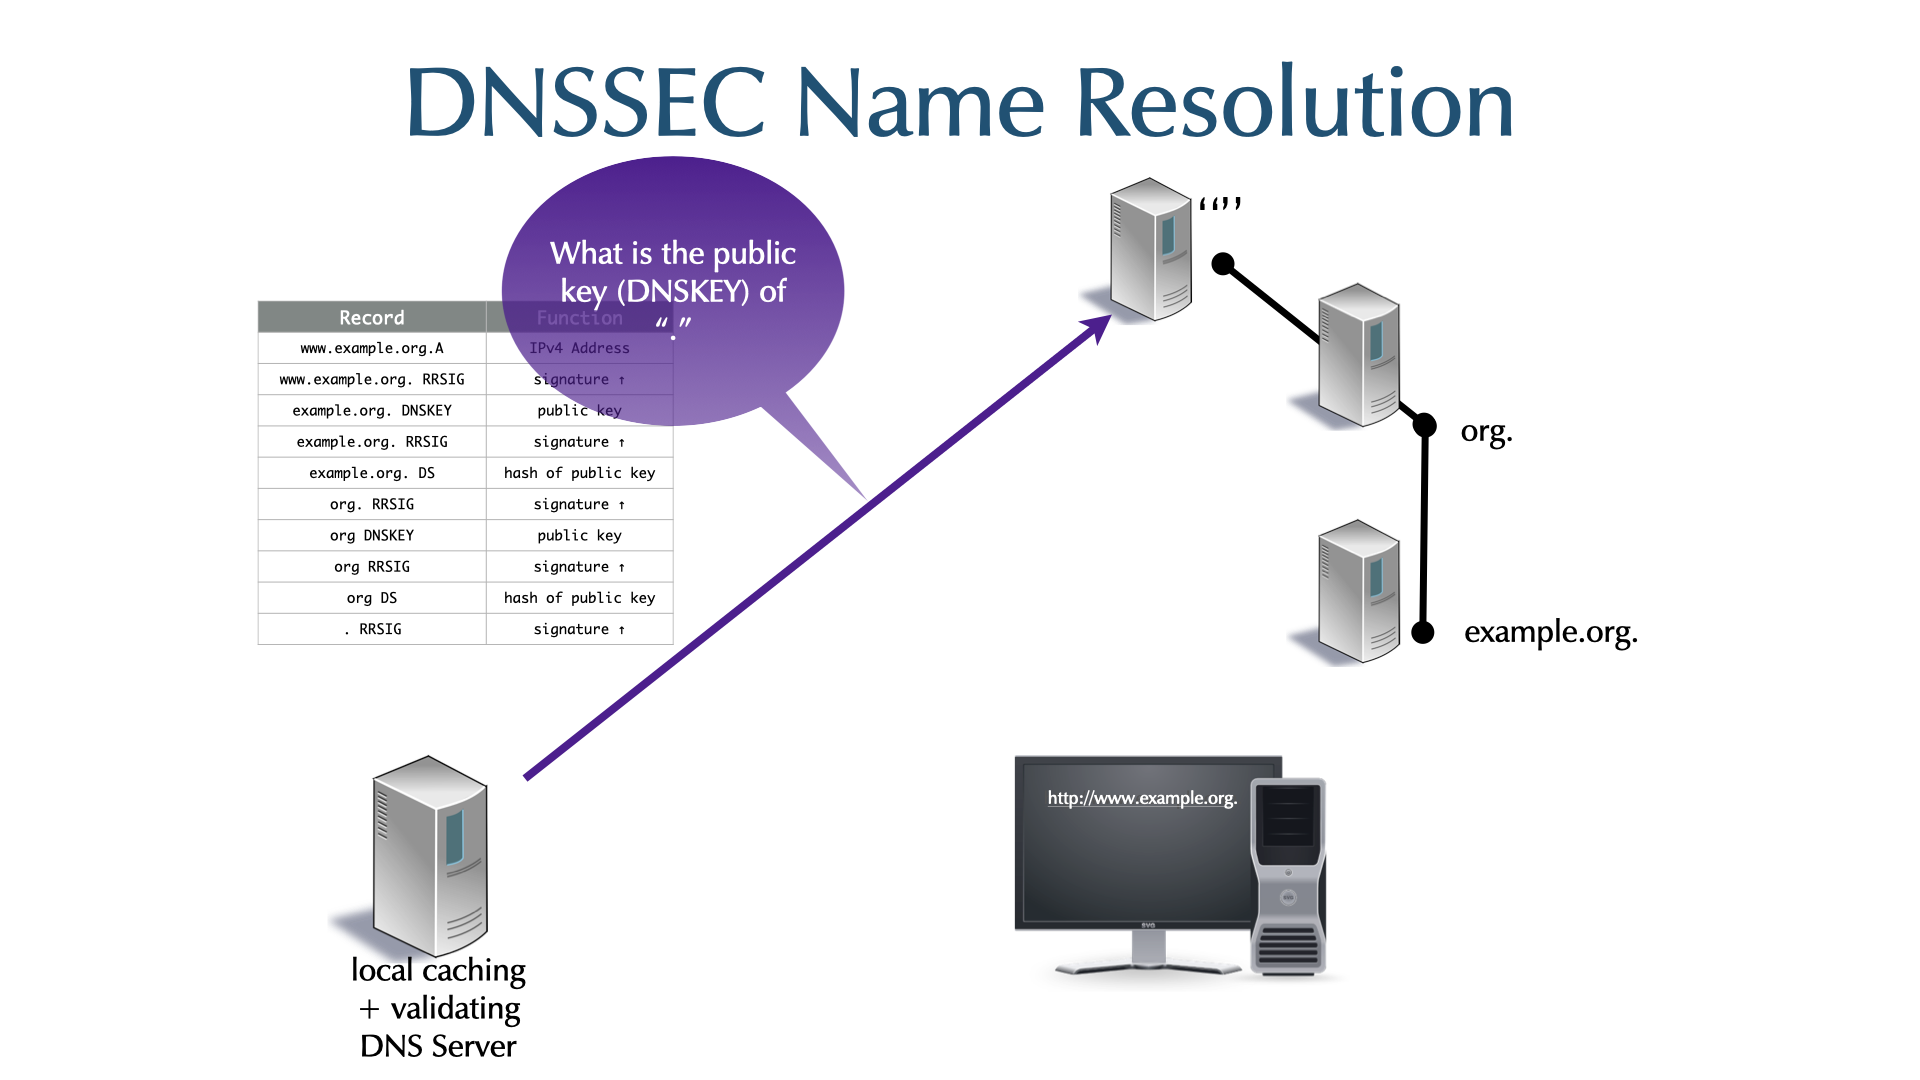 DNSSEC Name Resolution
What is the public
key (DNSKEY) of
“.”
“”
Record Function
www.example.org.A IPv4 Address
www.example.org. RRSIG signature ↑
example.org. DNSKEY public key
example.org. RRSIG signature ↑
example.org. DS hash of public key
org. RRSIG signature ↑
org DNSKEY public key
org RRSIG signature ↑
org DS hash of public key
. RRSIG signature ↑
org.
example.org.
http://www.example.org.
SVG
SVG
local caching
+ validating
DNS Server